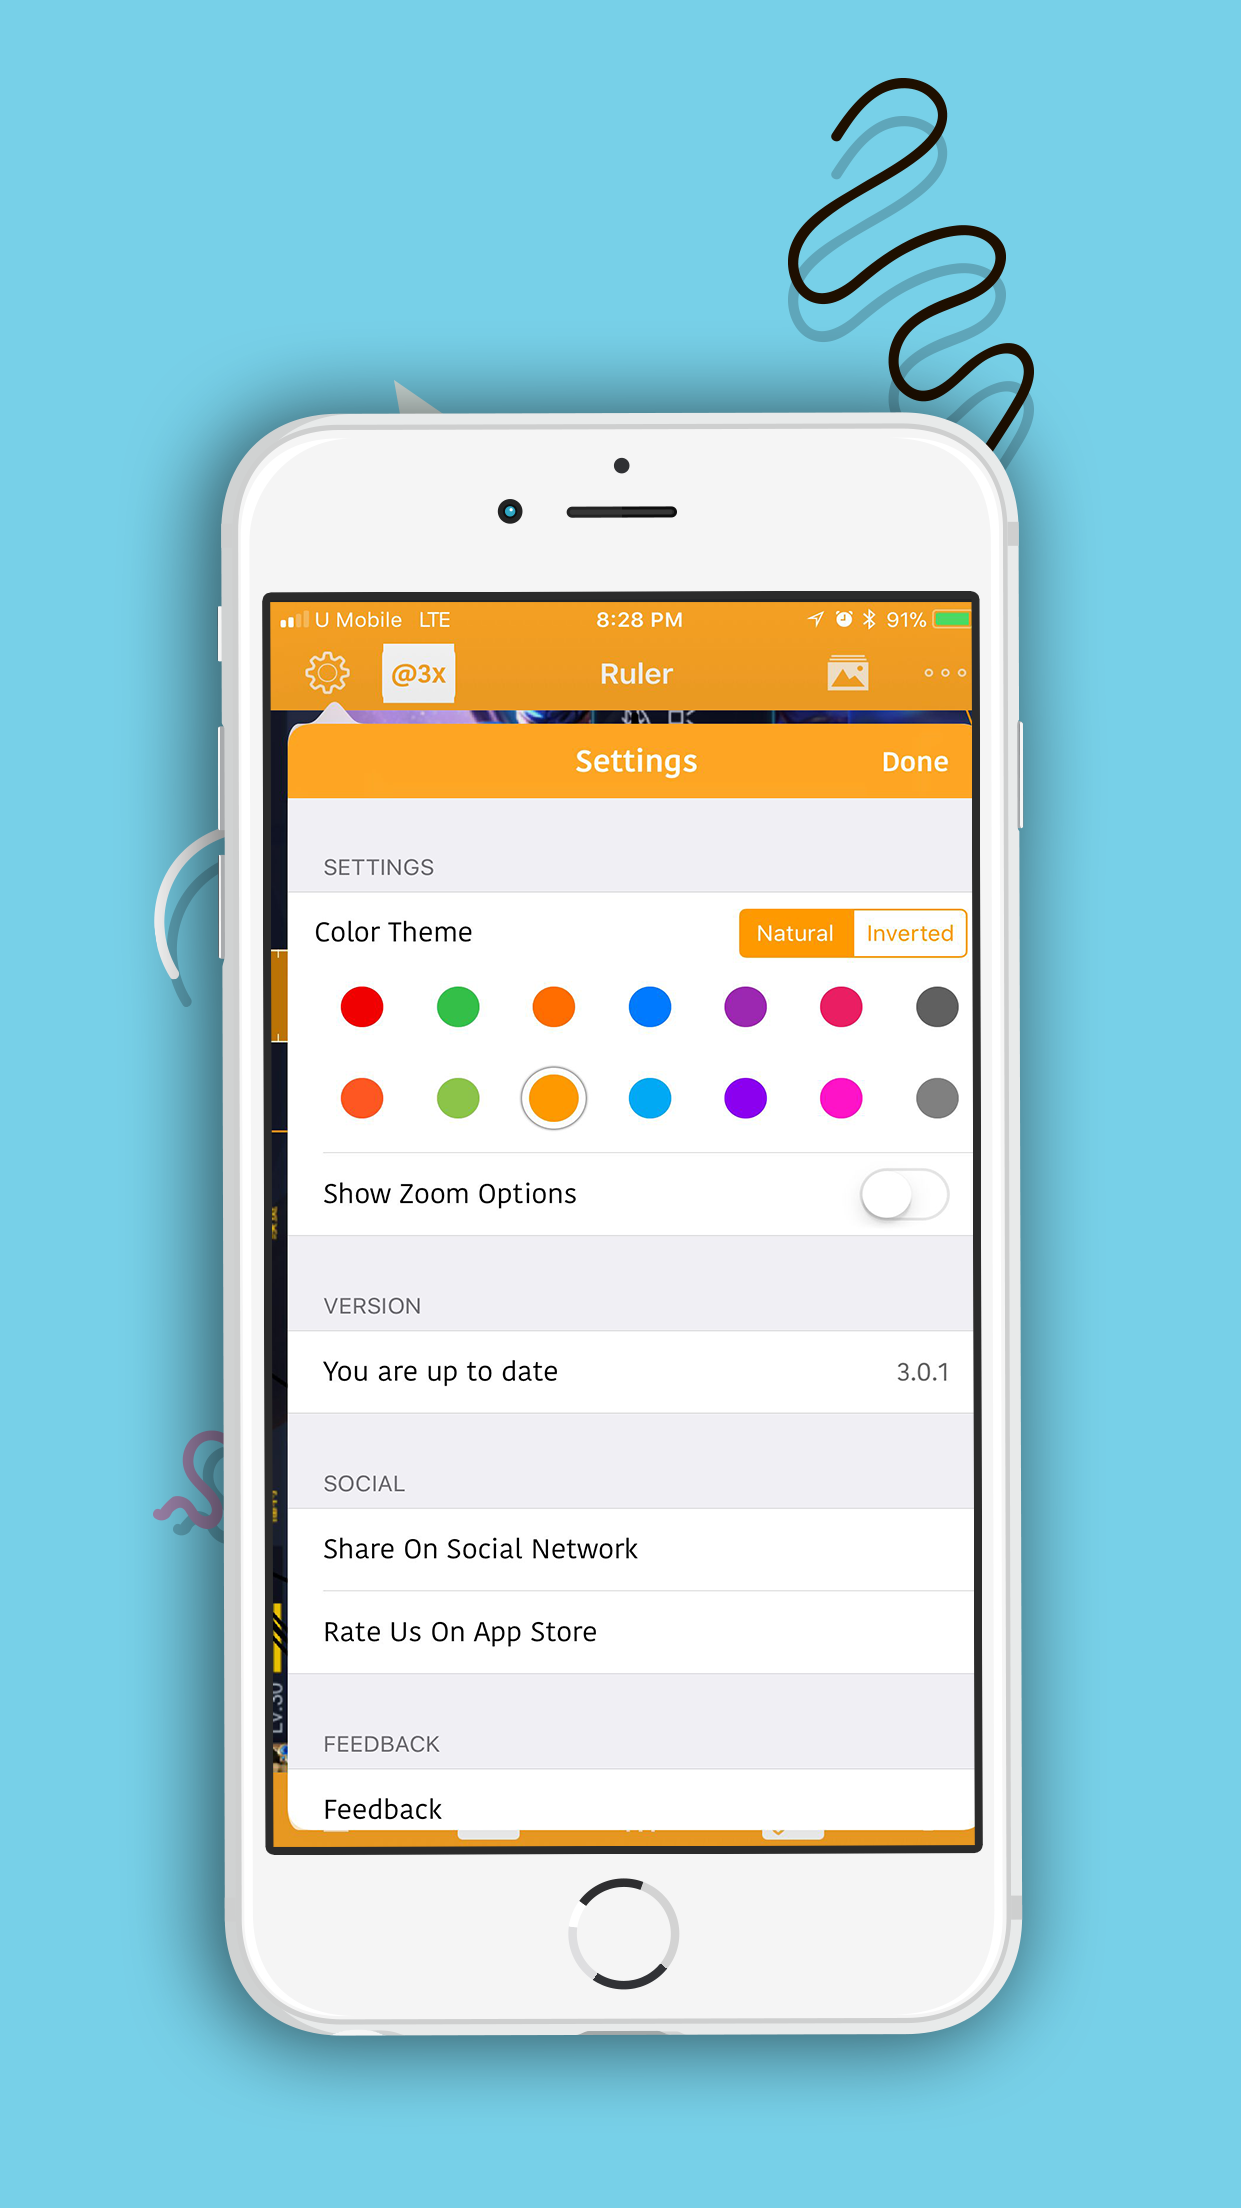 U Mobile LTE 8:28 PM 91%
@3x Ruler
Settings Done
SETTINGS
Color Theme Natural Inverted
Show Zoom Options
VERSION
You are up to date 3.0.1
SOCIAL
Share On Social Network
Rate Us On App Store
Lv.30
FEEDBACK
Feedback